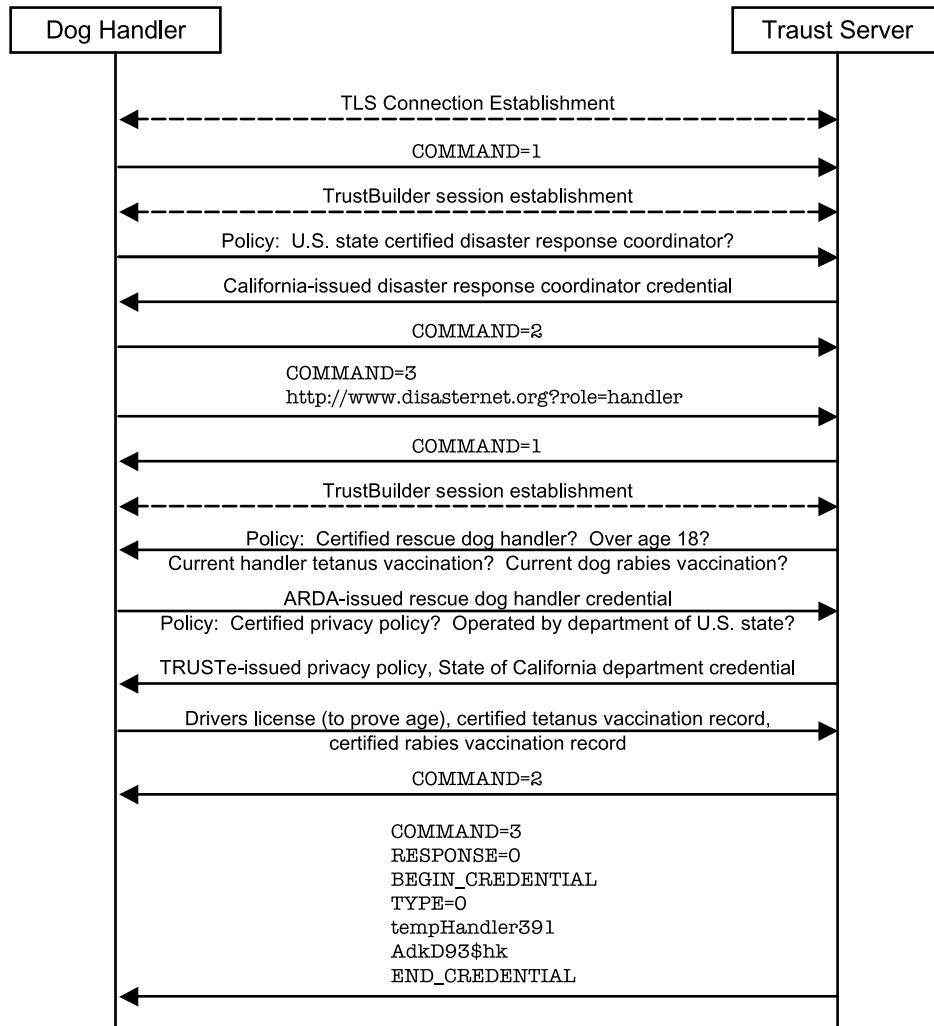 Dog Handler
Traust Server
TLS Connection Establishment
COMMAND=1
TrustBuilder session establishment
Policy: U.S. state certified disaster response coordinator?
California-issued disaster response coordinator credential
COMMAND=2
COMMAND=3
http://www.disasternet.org?role=handler
COMMAND=1
TrustBuilder session establishment
Policy: Certified rescue dog handler? Over age 18?
Current handler tetanus vaccination? Current dog rabies vaccination?
ARDA-issued rescue dog handler credential
Policy: Certified privacy policy? Operated by department of U.S. state?
TRUSTe-issued privacy policy, State of California department credential
Drivers license (to prove age), certified tetanus vaccination record,
certified rabies vaccination record
COMMAND=2
COMMAND=3
RESPONSE=0
BEGIN_CREDENTIAL
TYPE=0
tempHandler391
AdkD93$hk
END_CREDENTIAL